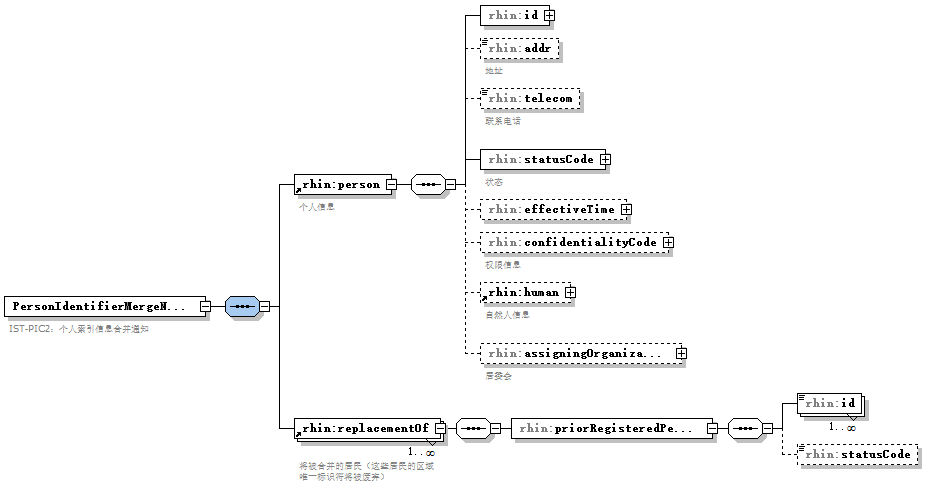 rhin:id
rhin:addr
地址
rhin:telecom
联系电话
rhin:statusCode
状态
rhin:person
个人信息
rhin:effectiveTime
rhin:confidentialityCode
权限信息
rhin:human
自然人信息
PersonIdentifierMergeN...
IST-PIC2：个人索引信息合并通知
rhin:assigningOrganiza...
居委会
rhin:replacementOf
1..∞
将被合并的居民（这些居民的区域
唯一标识符将被废弃）
rhin:priorRegisteredPe...
rhin:id
1..∞
rhin:statusCode